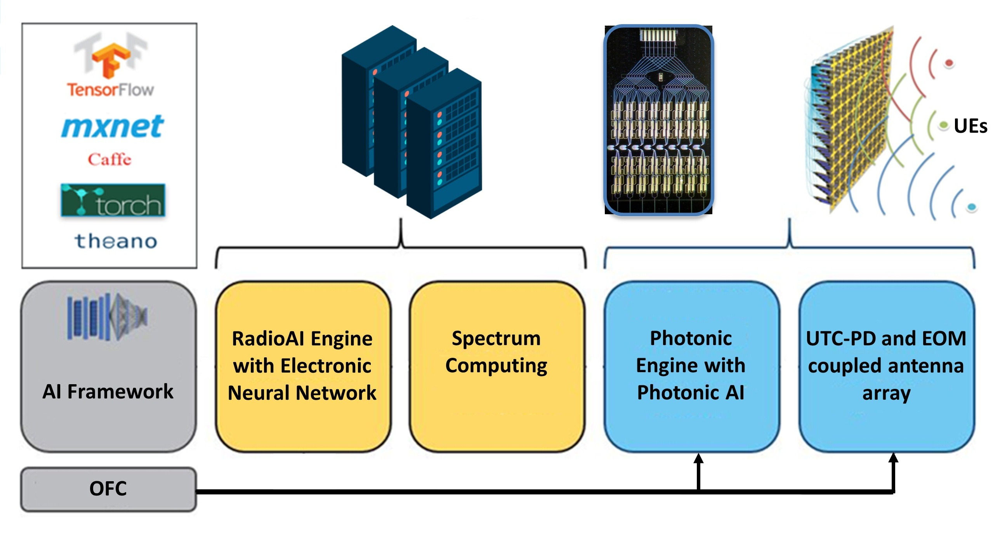 TensorFlow
mxnet
Caffe
torch
theano
UEs
AI Framework
RadioAI Engine
with Electronic
Neural Network
Spectrum
Computing
Photonic
Engine with
Photonic AI
UTC-PD and EOM
coupled antenna
array
OFC